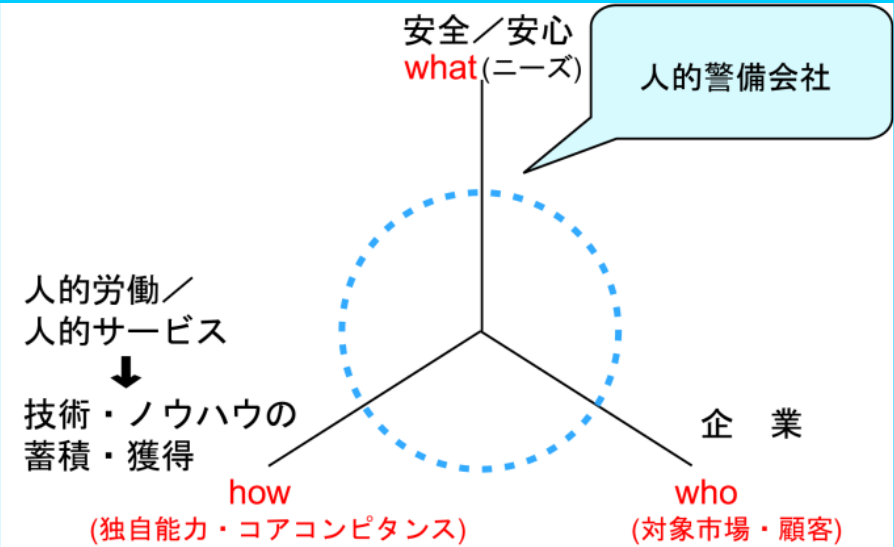 安全／安心
what(ニーズ)
人的警備会社
人的労働／
人的サービス
技術・ノウハウの
蓄積・獲得
企　業
how
(独自能力・コアコンピタンス)
who
(対象市場・顧客)